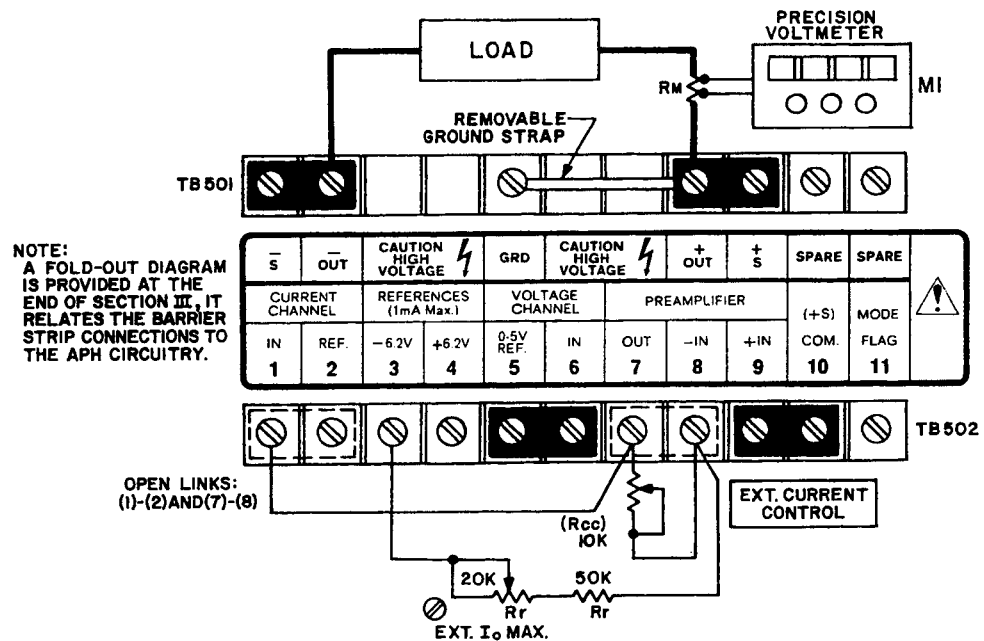 PRECISION
VOLTMETER
LOAD
RM
M1
REMOVABLE
GROUND STRAP
TB501
NOTE:
A FOLD-OUT DIAGRAM
IS PROVIDED AT THE
END OF SECTION III, IT
RELATES THE BARRIER
STRIP CONNECTIONS TO
THE APH CIRCUITRY.
– S
– OUT
CAUTION
HIGH
VOLTAGE
GRD
CAUTION
HIGH
VOLTAGE
+ OUT
+ S
SPARE
SPARE
CURRENT
CHANNEL
REFERENCES
(1mA Max.)
VOLTAGE
CHANNEL
PREAMPLIFIER
(+S)
MODE
IN
REF.
–6.2V
+6.2V
0-5V
REF.
IN
OUT
–IN
+IN
COM.
FLAG
1 2 3 4 5 6 7 8 9 10 11
TB502
OPEN LINKS:
(1)-(2)AND(7)-(8)
(Rcc)
10K
EXT. CURRENT
CONTROL
20K
50K
Rr
Rr
EXT. Io MAX.